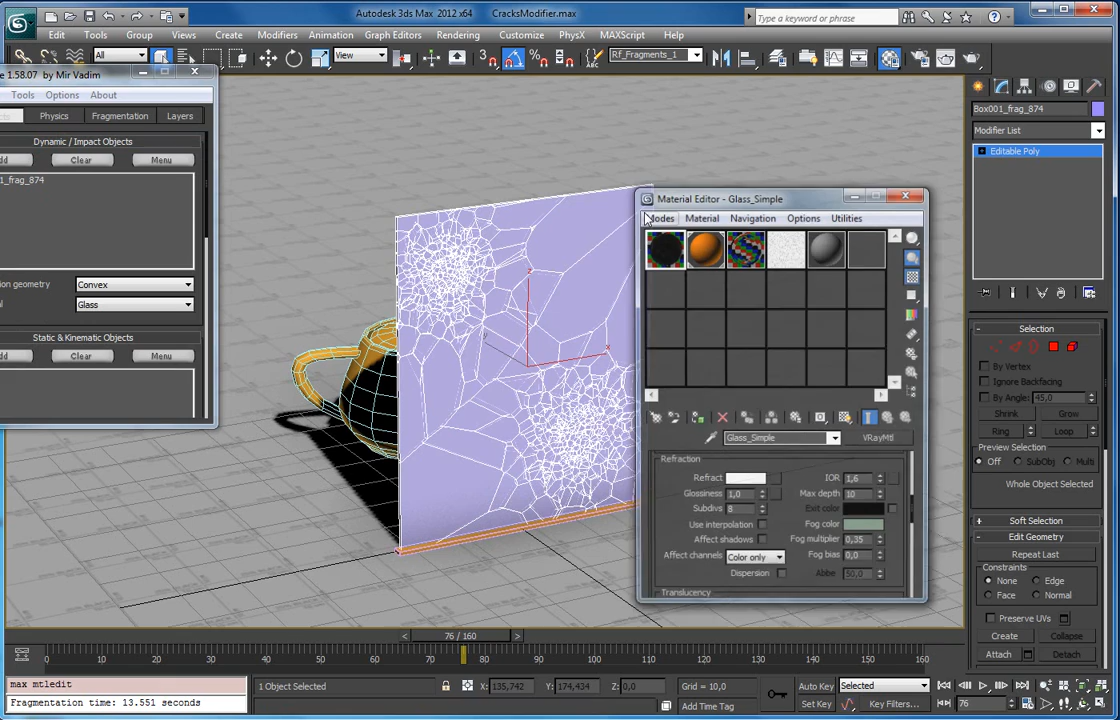 Autodesk 3ds Max 2012 x64 CracksModifier.max
Type a keyword or phrase
Edit Tools Group Views Create Modifiers Animation Graph Editors Rendering Customize PhysX MAXScript Help
All View Rf_Fragments_1
1.58.07 by Mir Vadim
Tools Options About
Physics Fragmentation Layers
Dynamic / Impact Objects
Clear Menu
1_frag_874
Convex
Glass
Static & Kinematic Objects
Clear Menu
Material Editor - Glass_Simple
Material Navigation Options Utilities
Glass_Simple VRayMtl
Refraction
Refract IOR 1,6
Glossiness 1,0 Max depth 10
Subdivs 8 Exit color
Use interpolation Fog color
Affect shadows Fog multiplier 0,35
Affect channels Color only Fog bias 0,0
Dispersion Abbe 50,0
Translucency
z
y
x
Box001_frag_874
Modifier List
Editable Poly
Selection
By Vertex
Ignore Backfacing
By Angle: 45,0
Shrink Grow
Ring Loop
Preview Selection
Off SubObj Multi
Whole Object Selected
Soft Selection
Edit Geometry
Repeat Last
Constraints
None Edge
Face Normal
Preserve UVs
Create Collapse
Attach Detach
< 76 / 160 >
0 10 20 30 40 50 60 70 80 90 100 110 120 130 140 150 160
max mtledit
Fragmentation time: 13.551 seconds
1 Object Selected X: 135,742 Y: 174,434 Z: 0,0 Grid = 10,0
Add Time Tag
Auto Key Selected
Set Key Key Filters...
76